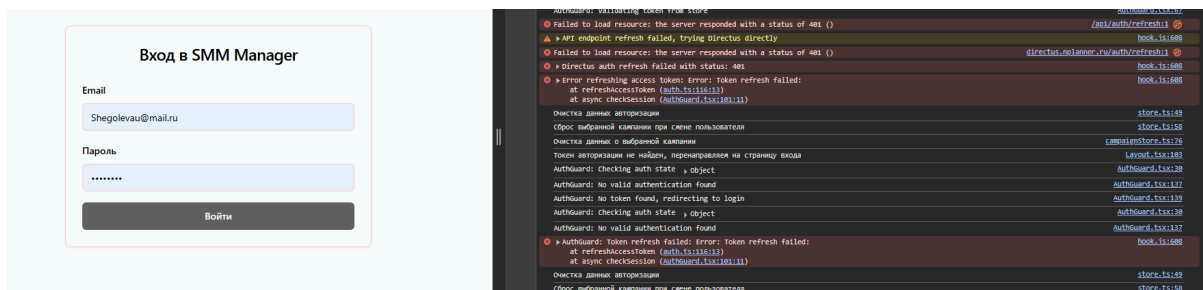 Вход в SMM Manager
Email
Shegolevau@mail.ru
Пароль
Войти
AuthGuard: Validating token from store AuthGuard.tsx:67
Failed to load resource: the server responded with a status of 401 () /api/auth/refresh:1
API endpoint refresh failed, trying Directus directly hook.js:608
Failed to load resource: the server responded with a status of 401 () directus.nplanner.ru/auth/refresh:1
Directus auth refresh failed with status: 401 hook.js:608
Error refreshing access token: Error: Token refresh failed: hook.js:608
at refreshAccessToken (auth.ts:116:13)
at async checkSession (AuthGuard.tsx:101:11)
Очистка данных авторизации store.ts:49
Сброс выбранной кампании при смене пользователя store.ts:58
Очистка данных о выбранной кампании campaignStore.ts:76
Токен авторизации не найден, перенаправляем на страницу входа Layout.tsx:103
AuthGuard: Checking auth state Object AuthGuard.tsx:30
AuthGuard: No valid authentication found AuthGuard.tsx:137
AuthGuard: No token found, redirecting to login AuthGuard.tsx:139
AuthGuard: Checking auth state Object AuthGuard.tsx:30
AuthGuard: No valid authentication found AuthGuard.tsx:137
AuthGuard: Token refresh failed: Error: Token refresh failed: hook.js:608
at refreshAccessToken (auth.ts:116:13)
at async checkSession (AuthGuard.tsx:101:11)
Очистка данных авторизации store.ts:49
Сброс выбранной кампании при смене пользователя store.ts:58